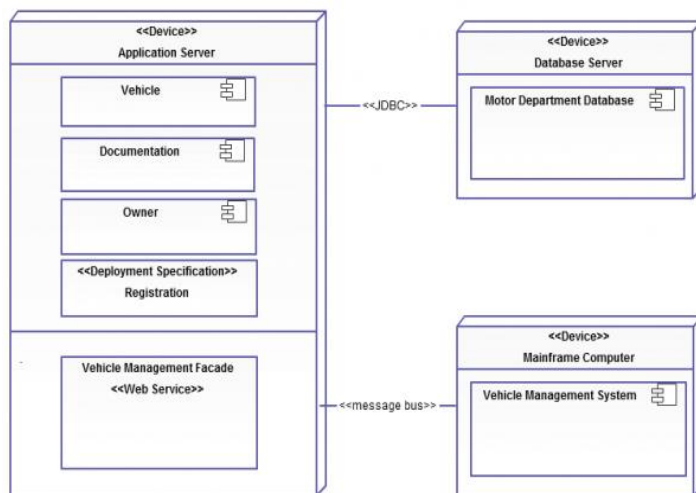 <<Device>>
Application Server
Vehicle
Documentation
Owner
<<Deployment Specification>>
Registration
Vehicle Management Facade
<<Web Service>>
<<JDBC>>
<<message bus>>
<<Device>>
Database Server
Motor Department Database
<<Device>>
Mainframe Computer
Vehicle Management System